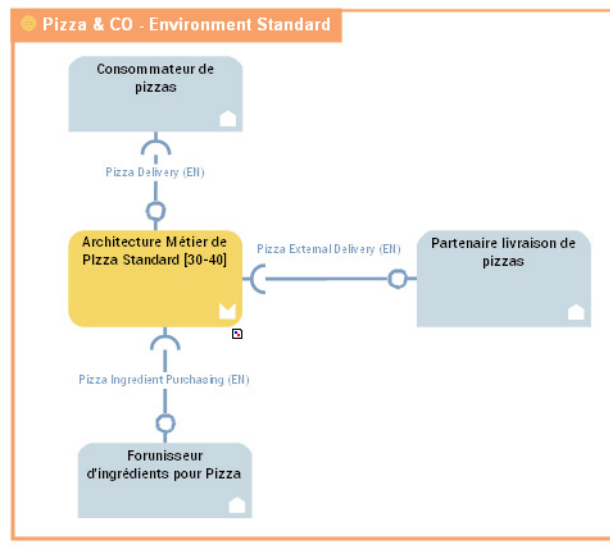 Pizza & CO - Environment Standard
Consommateur de
pizzas
Pizza Delivery (EN)
Architecture Métier de
PIzza Standard [30-40]
Pizza External Delivery (EN)
Partenaire livraison de
pizzas
Pizza Ingredient Purchasing (EN)
Forunisseur
d'ingrédients pour Pizza